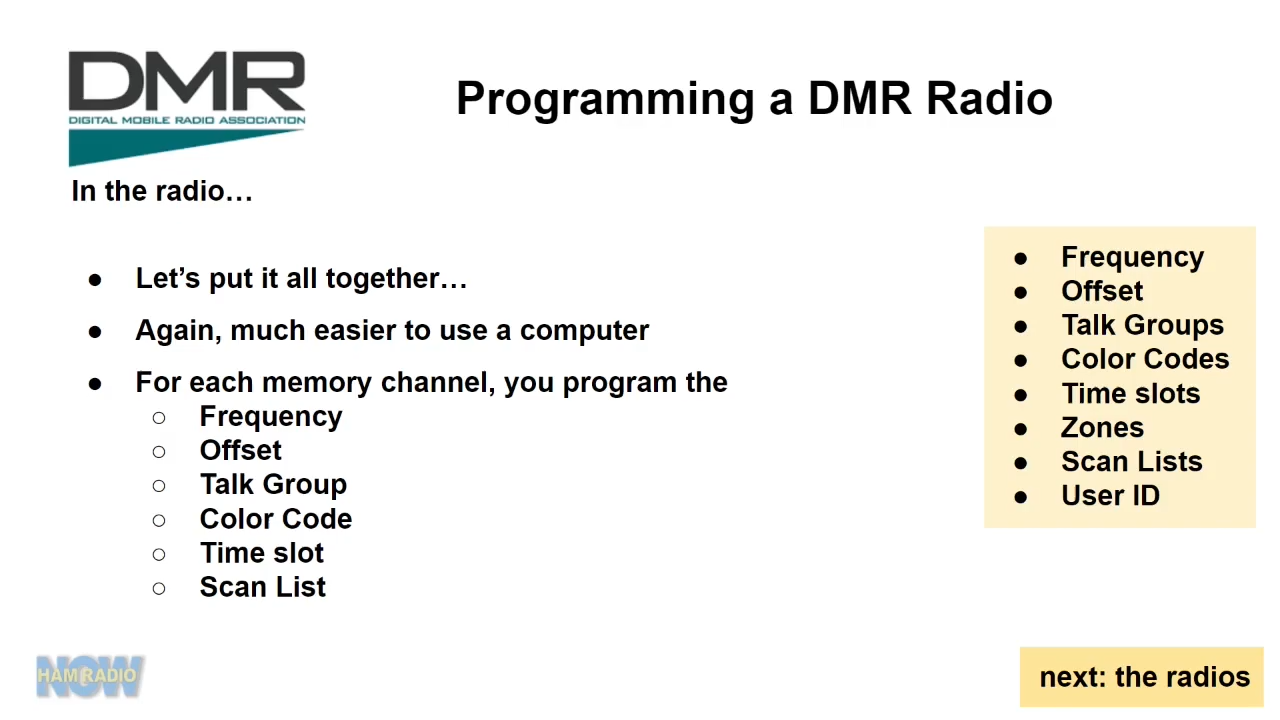 DMR
DIGITAL MOBILE RADIO ASSOCIATION
Programming a DMR Radio
In the radio…
● Let’s put it all together…
● Again, much easier to use a computer
● For each memory channel, you program the
○ Frequency
○ Offset
○ Talk Group
○ Color Code
○ Time slot
○ Scan List
● Frequency
● Offset
● Talk Groups
● Color Codes
● Time slots
● Zones
● Scan Lists
● User ID
HAM RADIO
NOW
next: the radios